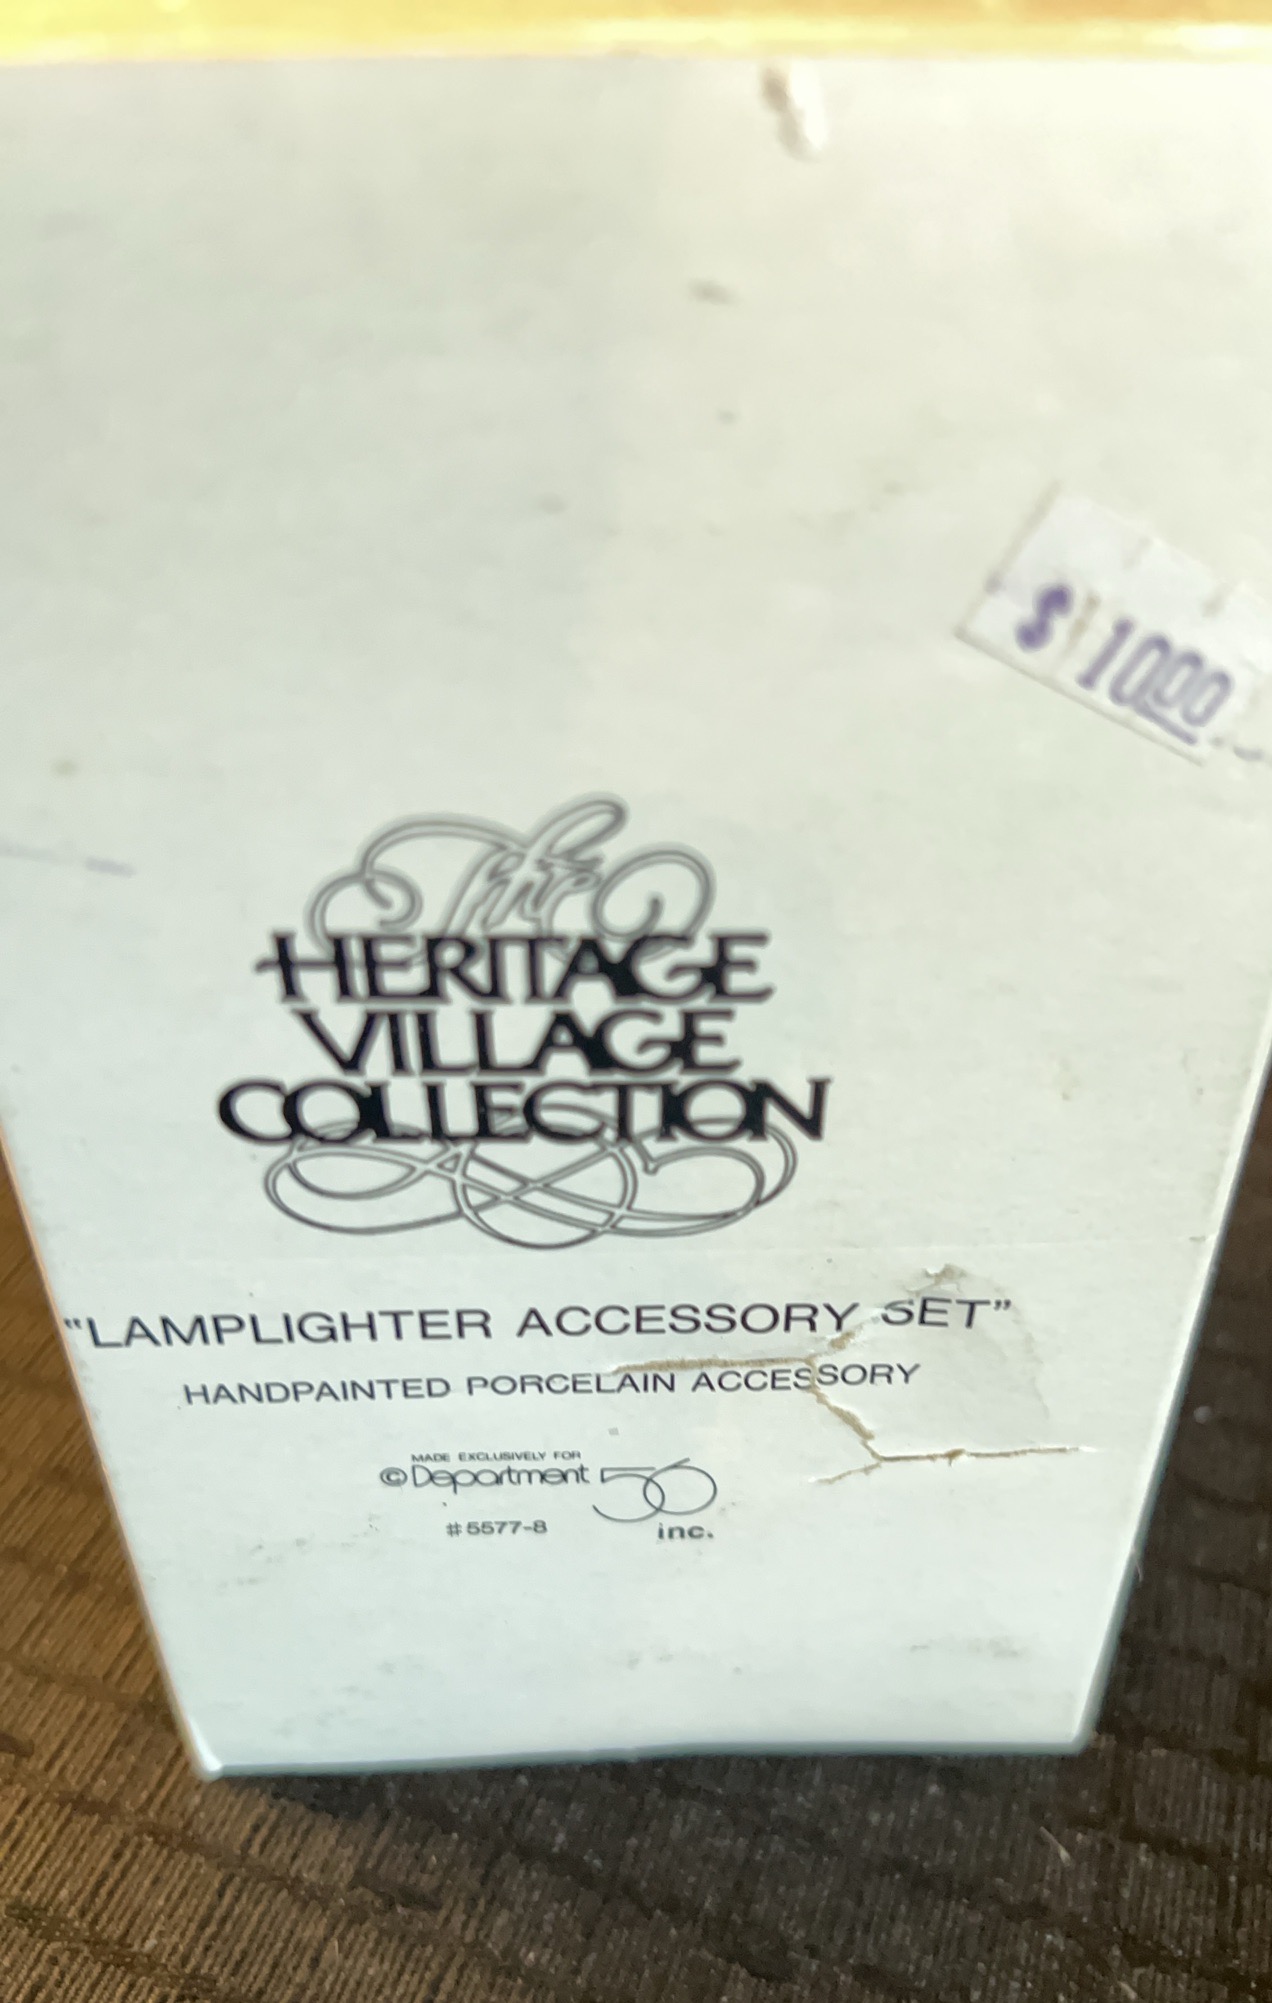 $ 10.00
The
HERITAGE
VILLAGE
COLLECTION
"LAMPLIGHTER ACCESSORY SET"
HANDPAINTED PORCELAIN ACCESSORY
MADE EXCLUSIVELY FOR
© Department 56
#5577-8 inc.